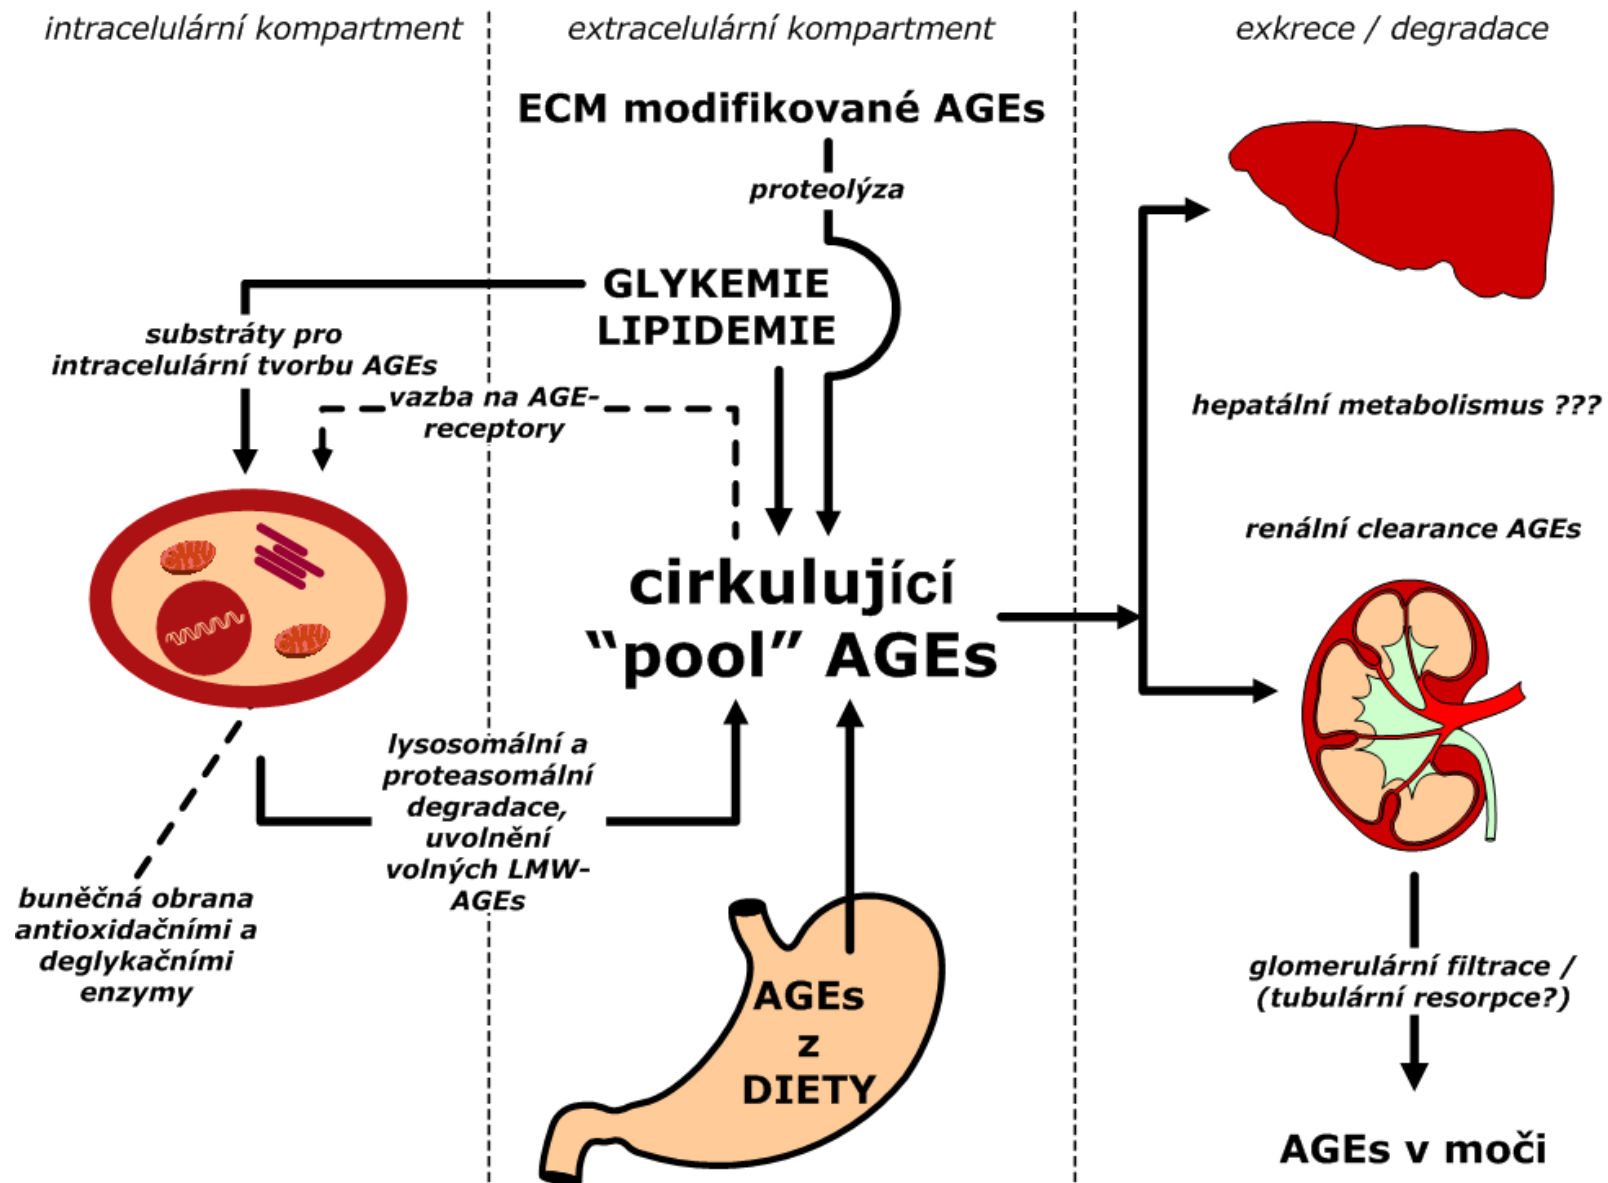 intracelulární kompartment
extracelulární kompartment
exkrece / degradace
ECM modifikované AGEs
proteolýza
GLYKEMIE
LIPIDEMIE
substráty pro
intracelulární tvorbu AGEs
vazba na AGE-
receptory
hepatální metabolismus ???
renální clearance AGEs
cirkulující
“pool” AGEs
lysosomální a
proteasomální
degradace,
uvolnění
volných LMW-
AGEs
buněčná obrana
antioxidačními a
deglykačními
enzymy
AGEs
z
DIETY
glomerulární filtrace /
(tubulární resorpce?)
AGEs v moči